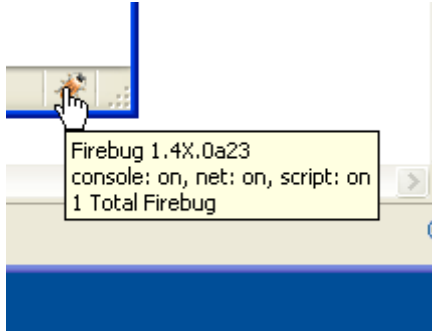 Firebug 1.4X.0a23
console: on, net: on, script: on
1 Total Firebug